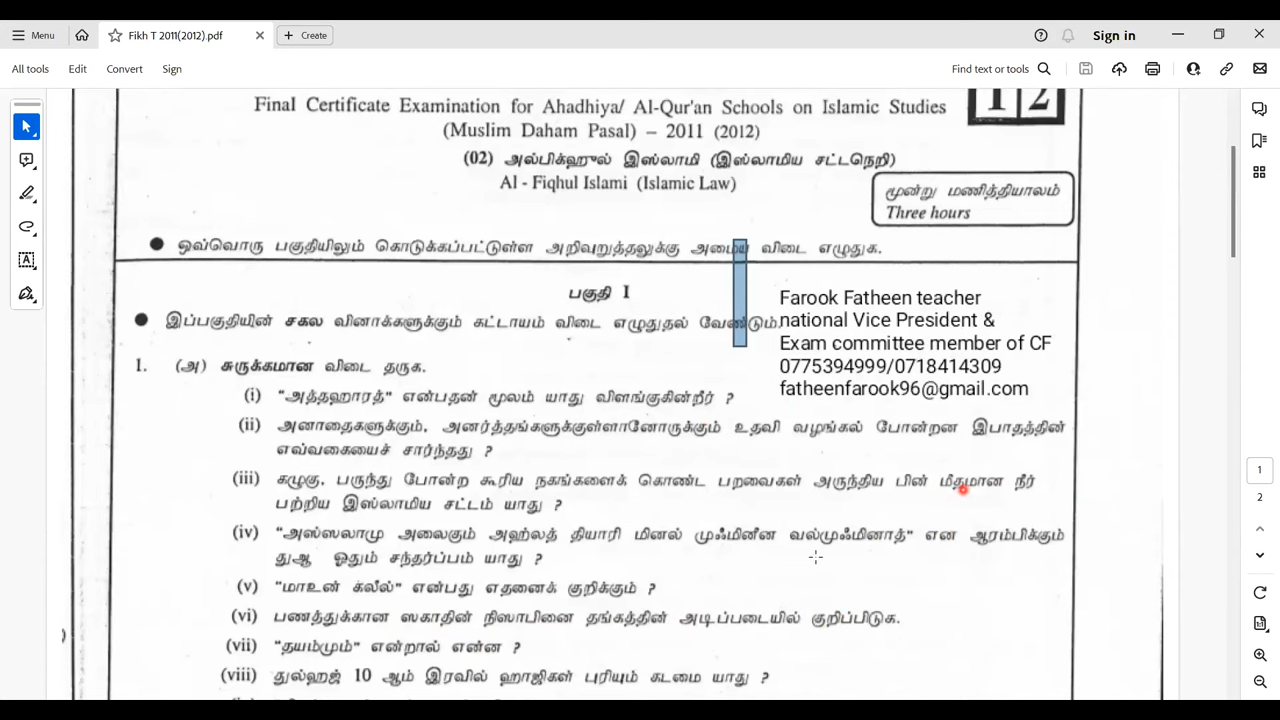 Menu
Fikh T 2011(2012).pdf
Create
Sign in
All tools
Edit
Convert
Sign
Find text or tools
Final Certificate Examination for Ahadhiya/ Al-Qur'an Schools on Islamic Studies
12
(Muslim Daham Pasal) – 2011 (2012)
(02) அல்பிக்ஹுல் இஸ்லாமி (இஸ்லாமிய சட்டநெறி)
Al - Fiqhul Islami (Islamic Law)
மூன்று மணித்தியாலம்
Three hours
● ஒவ்வொரு பகுதியிலும் கொடுக்கப்பட்டுள்ள அறிவுறுத்தலுக்கு அமைய விடை எழுதுக.
பகுதி I
● இப்பகுதியின் சகல வினாக்களுக்கும் கட்டாயம் விடை எழுதுதல் வேண்டும்.
Farook Fatheen teacher
national Vice President &
Exam committee member of CF
0775394999/0718414309
fatheenfarook96@gmail.com
1. (அ) சுருக்கமான விடை தருக.
(i) "அத்தஹாரத்" என்பதன் மூலம் யாது விளங்குகின்றீர் ?
(ii) அனாதைகளுக்கும், அனர்த்தங்களுக்குள்ளானோருக்கும் உதவி வழங்கல் போன்றன இபாதத்தின்
எவ்வகையைச் சார்ந்தது ?
(iii) கழுகு, பருந்து போன்ற கூரிய நகங்களைக் கொண்ட பறவைகள் அருந்திய பின் மீதமான நீர்
பற்றிய இஸ்லாமிய சட்டம் யாது ?
(iv) "அஸ்ஸலாமு அலைகும் அஹ்லத் தியாரி மினல் முஃமினீன வல்முஃமினாத்" என ஆரம்பிக்கும்
துஆ ஓதும் சந்தர்ப்பம் யாது ?
(v) "மாஉன் கலீல்" என்பது எதனைக் குறிக்கும் ?
(vi) பணத்துக்கான ஸகாதின் நிஸாபினை தங்கத்தின் அடிப்படையில் குறிப்பிடுக.
(vii) "தயம்மும்" என்றால் என்ன ?
(viii) துல்ஹஜ் 10 ஆம் இரவில் ஹாஜிகள் புரியும் கடமை யாது ?
1
2